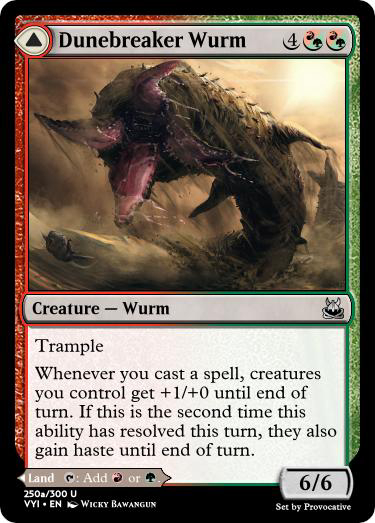 Dunebreaker Wurm 4
Creature — Wurm
Trample
Whenever you cast a spell, creatures
you control get +1/+0 until end of
turn. If this is the second time this
ability has resolved this turn, they also
gain haste until end of turn.
Land : Add or .
6/6
250a/300 U
VYI • EN Wicky Bawangun
Set by Provocative